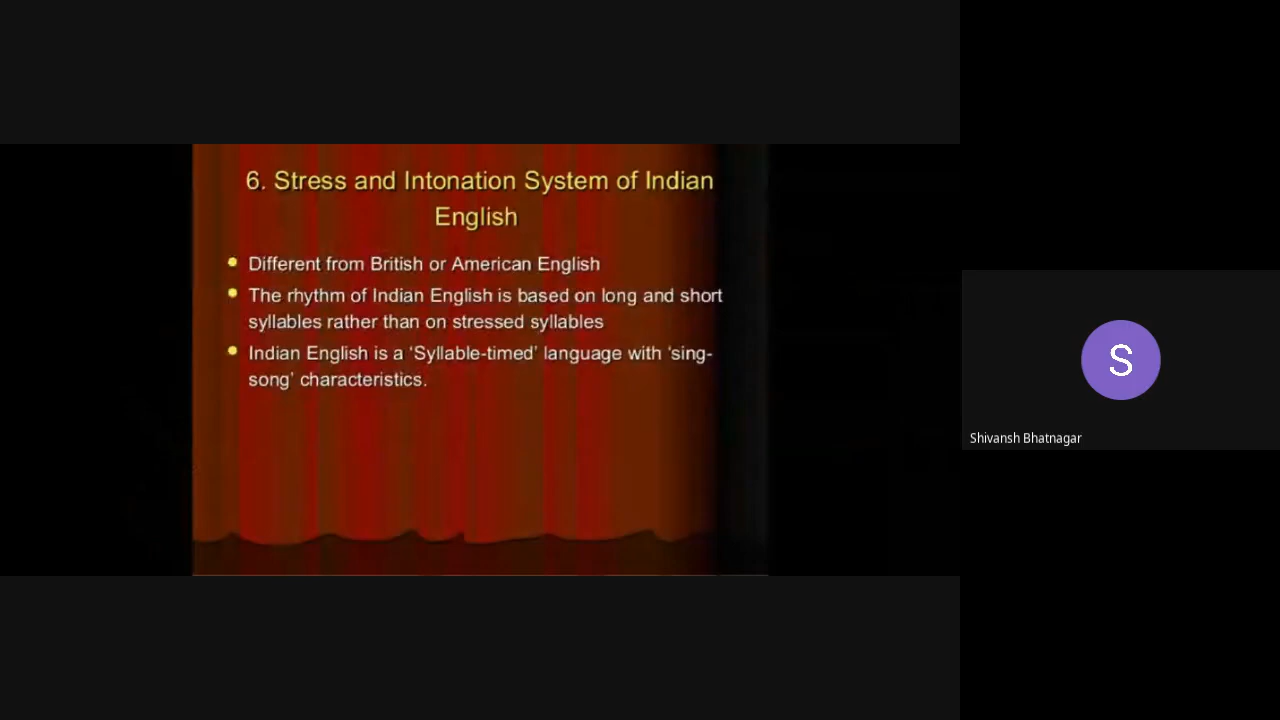 6. Stress and Intonation System of Indian
English
Different from British or American English
The rhythm of Indian English is based on long and short
syllables rather than on stressed syllables
Indian English is a ‘Syllable-timed’ language with ‘sing-
song’ characteristics.
S
Shivansh Bhatnagar